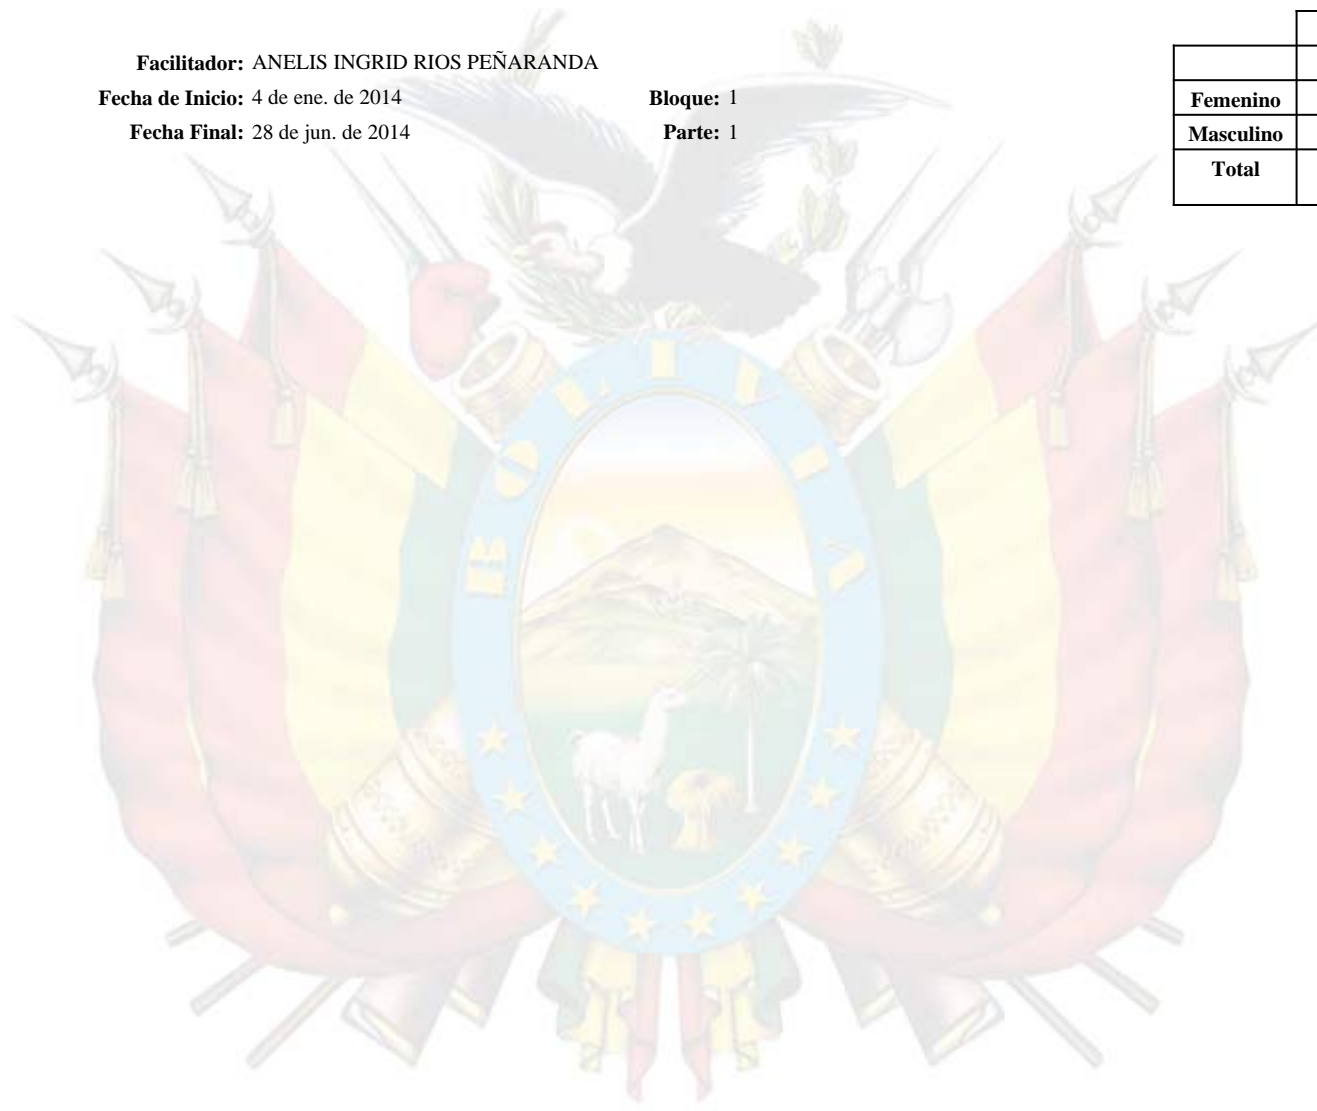 Facilitador: ANELIS INGRID RIOS PEÑARANDA
Fecha de Inicio: 4 de ene. de 2014 Bloque: 1
Fecha Final: 28 de jun. de 2014 Parte: 1
Femenino
Masculino
Total
BOLIVIA